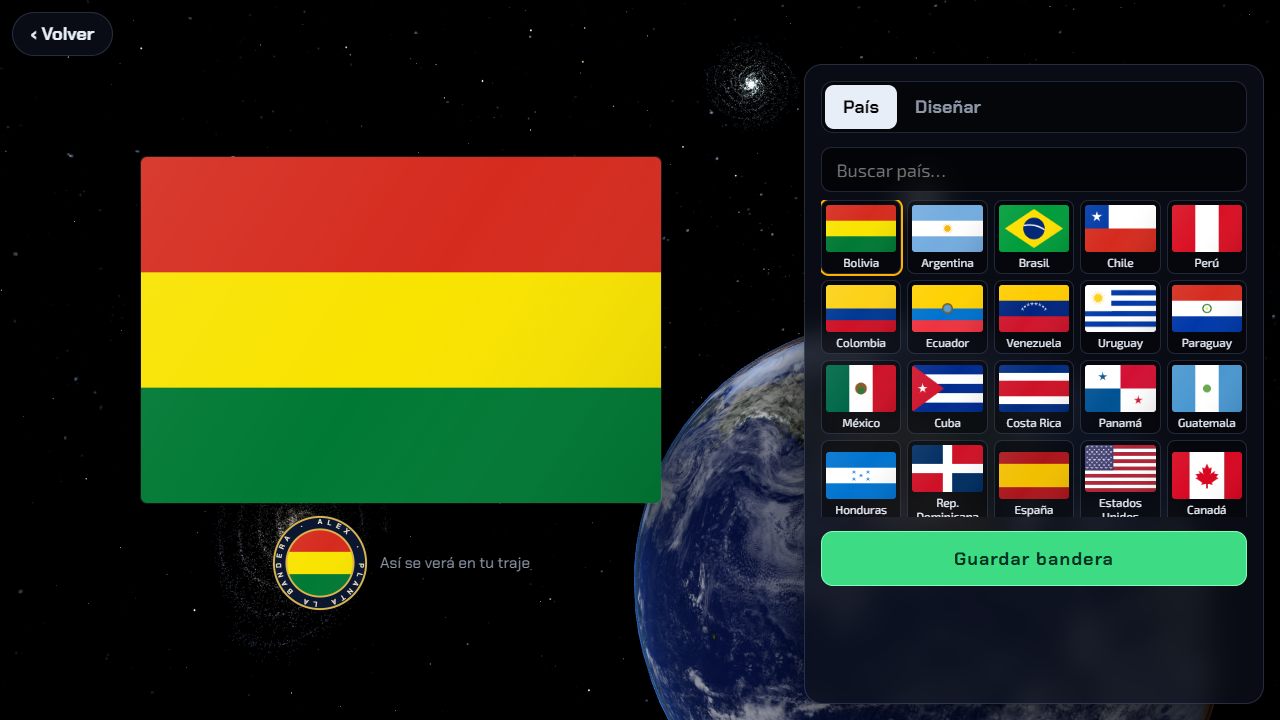 ‹ Volver
País
Diseñar
Buscar país...
Bolivia
Argentina
Brasil
Chile
Perú
Colombia
Ecuador
Venezuela
Uruguay
Paraguay
México
Cuba
Costa Rica
Panamá
Guatemala
Honduras
Rep.
Dominicana
España
Estados
Unidos
Canadá
Guardar bandera
· ALEX · PLANTA LA BANDERA
Así se verá en tu traje